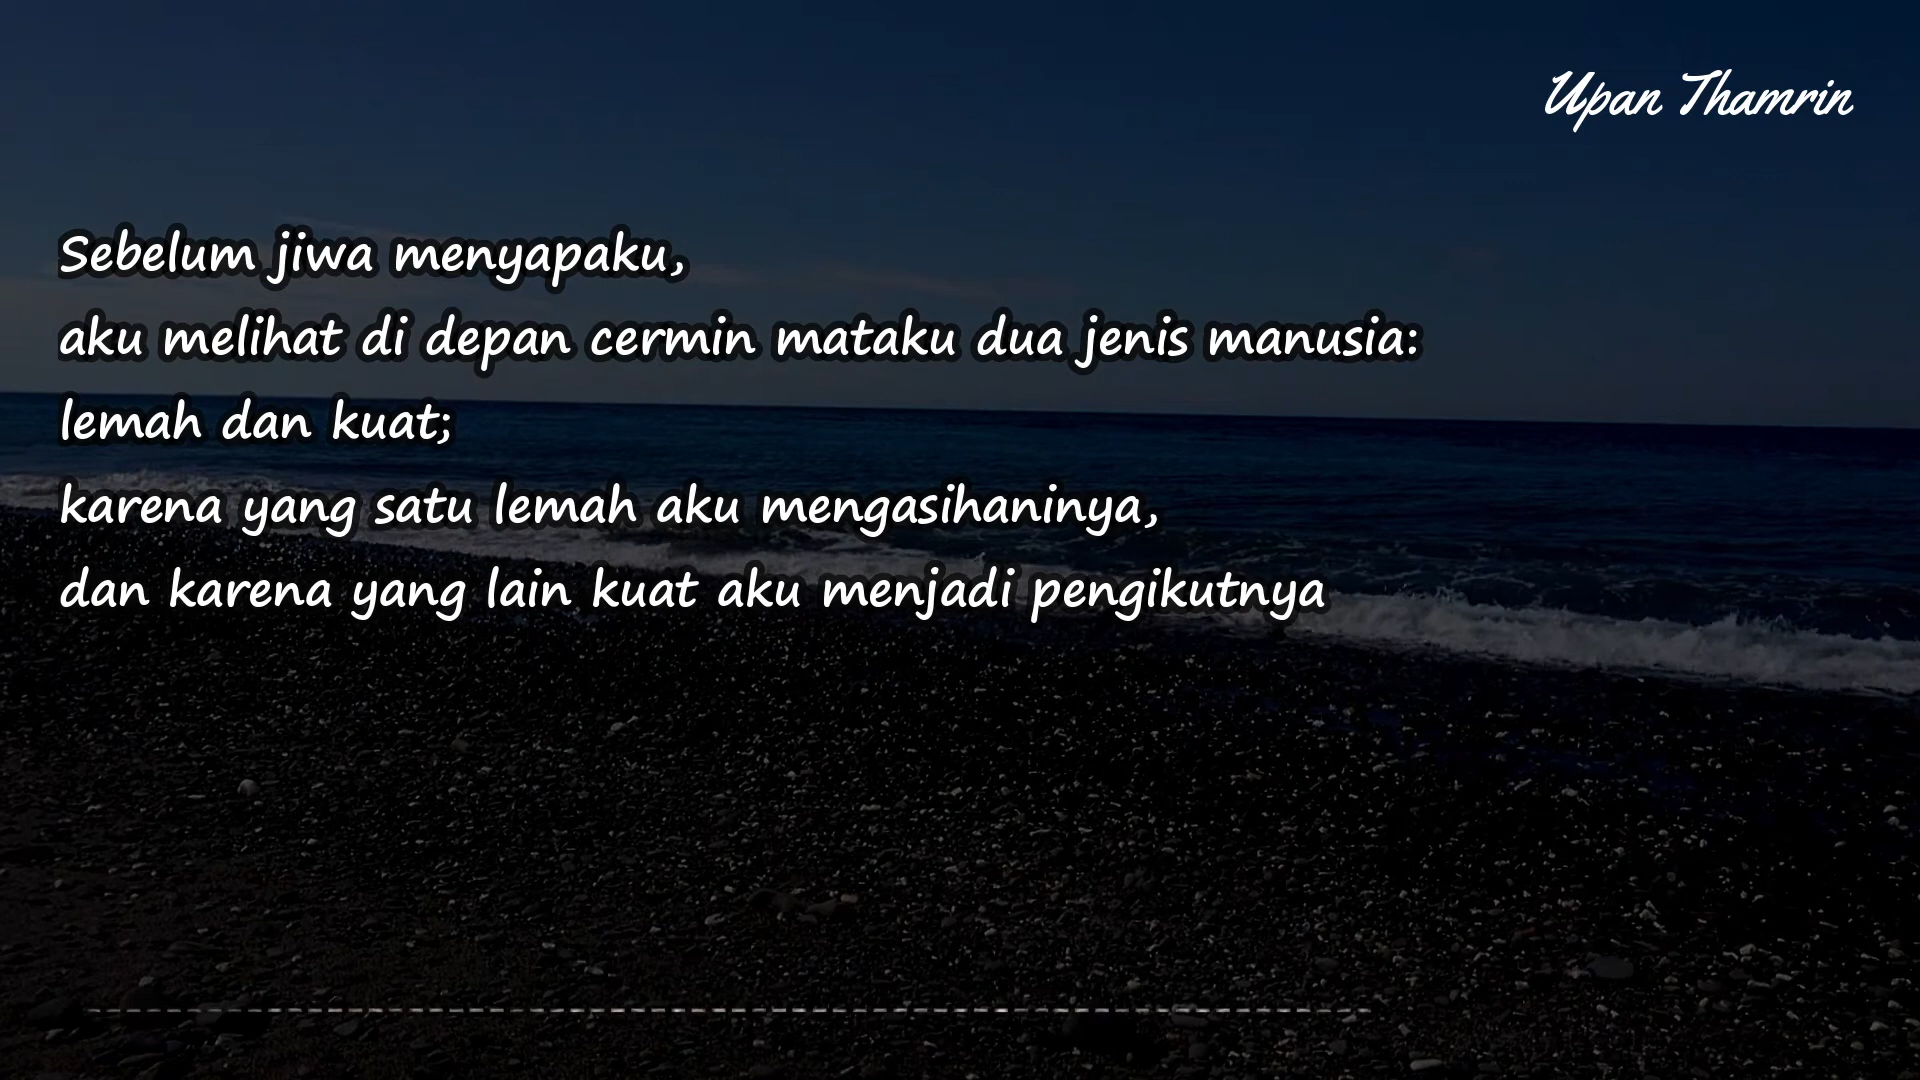 Upan Thamrin
Sebelum jiwa menyapaku,
aku melihat di depan cermin mataku dua jenis manusia:
lemah dan kuat;
karena yang satu lemah aku mengasihaninya,
dan karena yang lain kuat aku menjadi pengikutnya